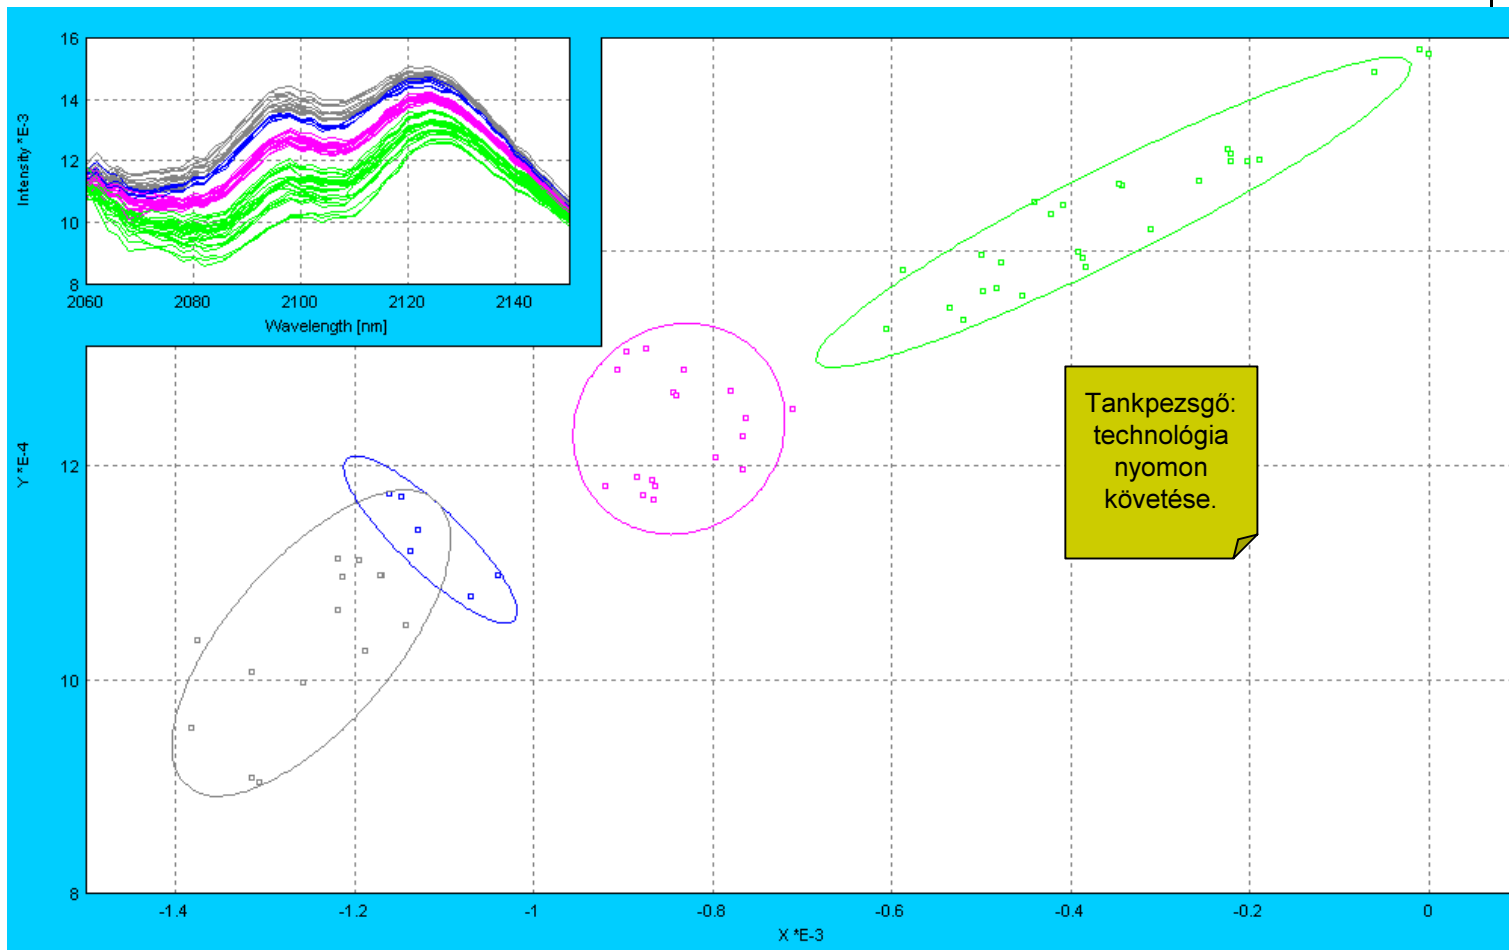 16
14
12
10
8
Intensity *E-3
2060
2080
2100
2120
2140
Wavelength [nm]
Tankpezsgő:
technológia
nyomon
követése.
Y *E-4
12
10
8
-1.4
-1.2
-1
-0.8
-0.6
-0.4
-0.2
0
X *E-3